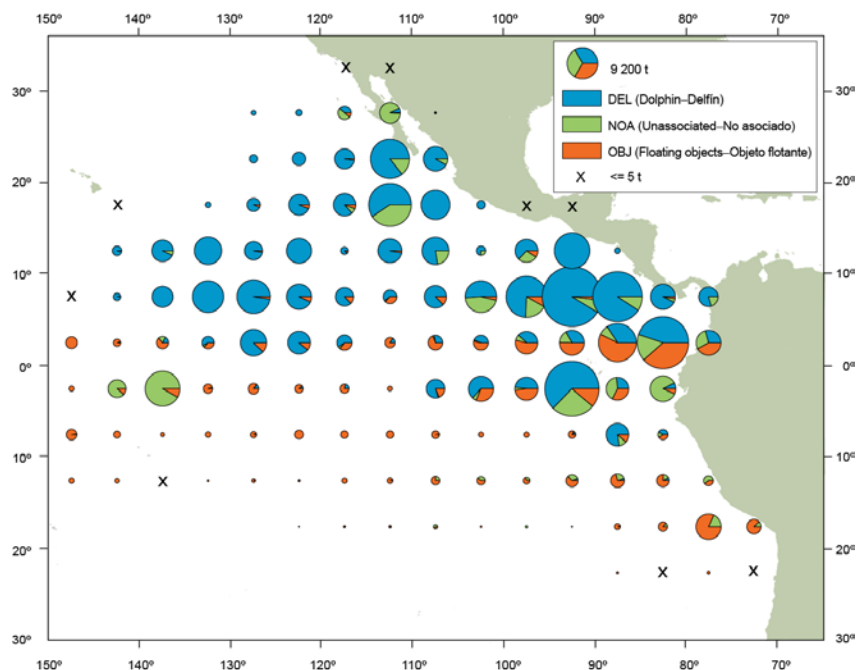 150º 140º 130º 120º 110º 100º 90º 80º 70º
9 200 t
DEL (Dolphin–Delfín)
NOA (Unassociated–No asociado)
OBJ (Floating objects–Objeto flotante)
X <= 5 t
X X
30º 30º
20º 20º
X X X
10º 10º
X
0º 0º
10º 10º
X
20º 20º
X X
30º 30º
150º 140º 130º 120º 110º 100º 90º 80º 70º